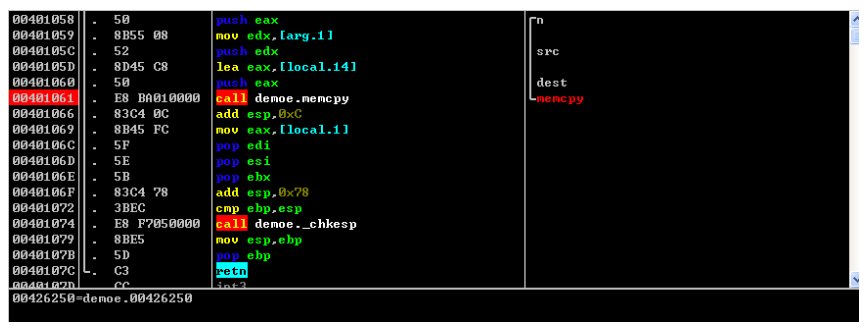 00401058 . 50 push eax n
00401059 . 8B55 08 mov edx,[arg.1]
0040105C . 52 push edx src
0040105D . 8D45 C8 lea eax,[local.14]
00401060 . 50 push eax dest
00401061 . E8 BA010000 call demoe.memcpy memcpy
00401066 . 83C4 0C add esp,0xC
00401069 . 8B45 FC mov eax,[local.1]
0040106C . 5F pop edi
0040106D . 5E pop esi
0040106E . 5B pop ebx
0040106F . 83C4 78 add esp,0x78
00401072 . 3BEC cmp ebp,esp
00401074 . E8 F7050000 call demoe._chkesp
00401079 . 8BE5 mov esp,ebp
0040107B . 5D pop ebp
0040107C . C3 retn
0040107D CC int3
00426250=demoe.00426250